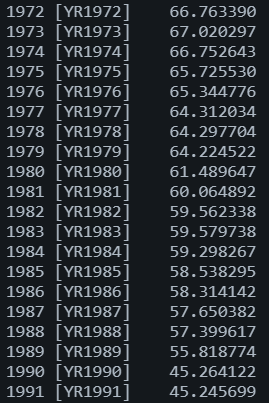 1972 [YR1972] 66.763390
1973 [YR1973] 67.020297
1974 [YR1974] 66.752643
1975 [YR1975] 65.725530
1976 [YR1976] 65.344776
1977 [YR1977] 64.312034
1978 [YR1978] 64.297704
1979 [YR1979] 64.224522
1980 [YR1980] 61.489647
1981 [YR1981] 60.064892
1982 [YR1982] 59.562338
1983 [YR1983] 59.579738
1984 [YR1984] 59.298267
1985 [YR1985] 58.538295
1986 [YR1986] 58.314142
1987 [YR1987] 57.650382
1988 [YR1988] 57.399617
1989 [YR1989] 55.818774
1990 [YR1990] 45.264122
1991 [YR1991] 45.245699